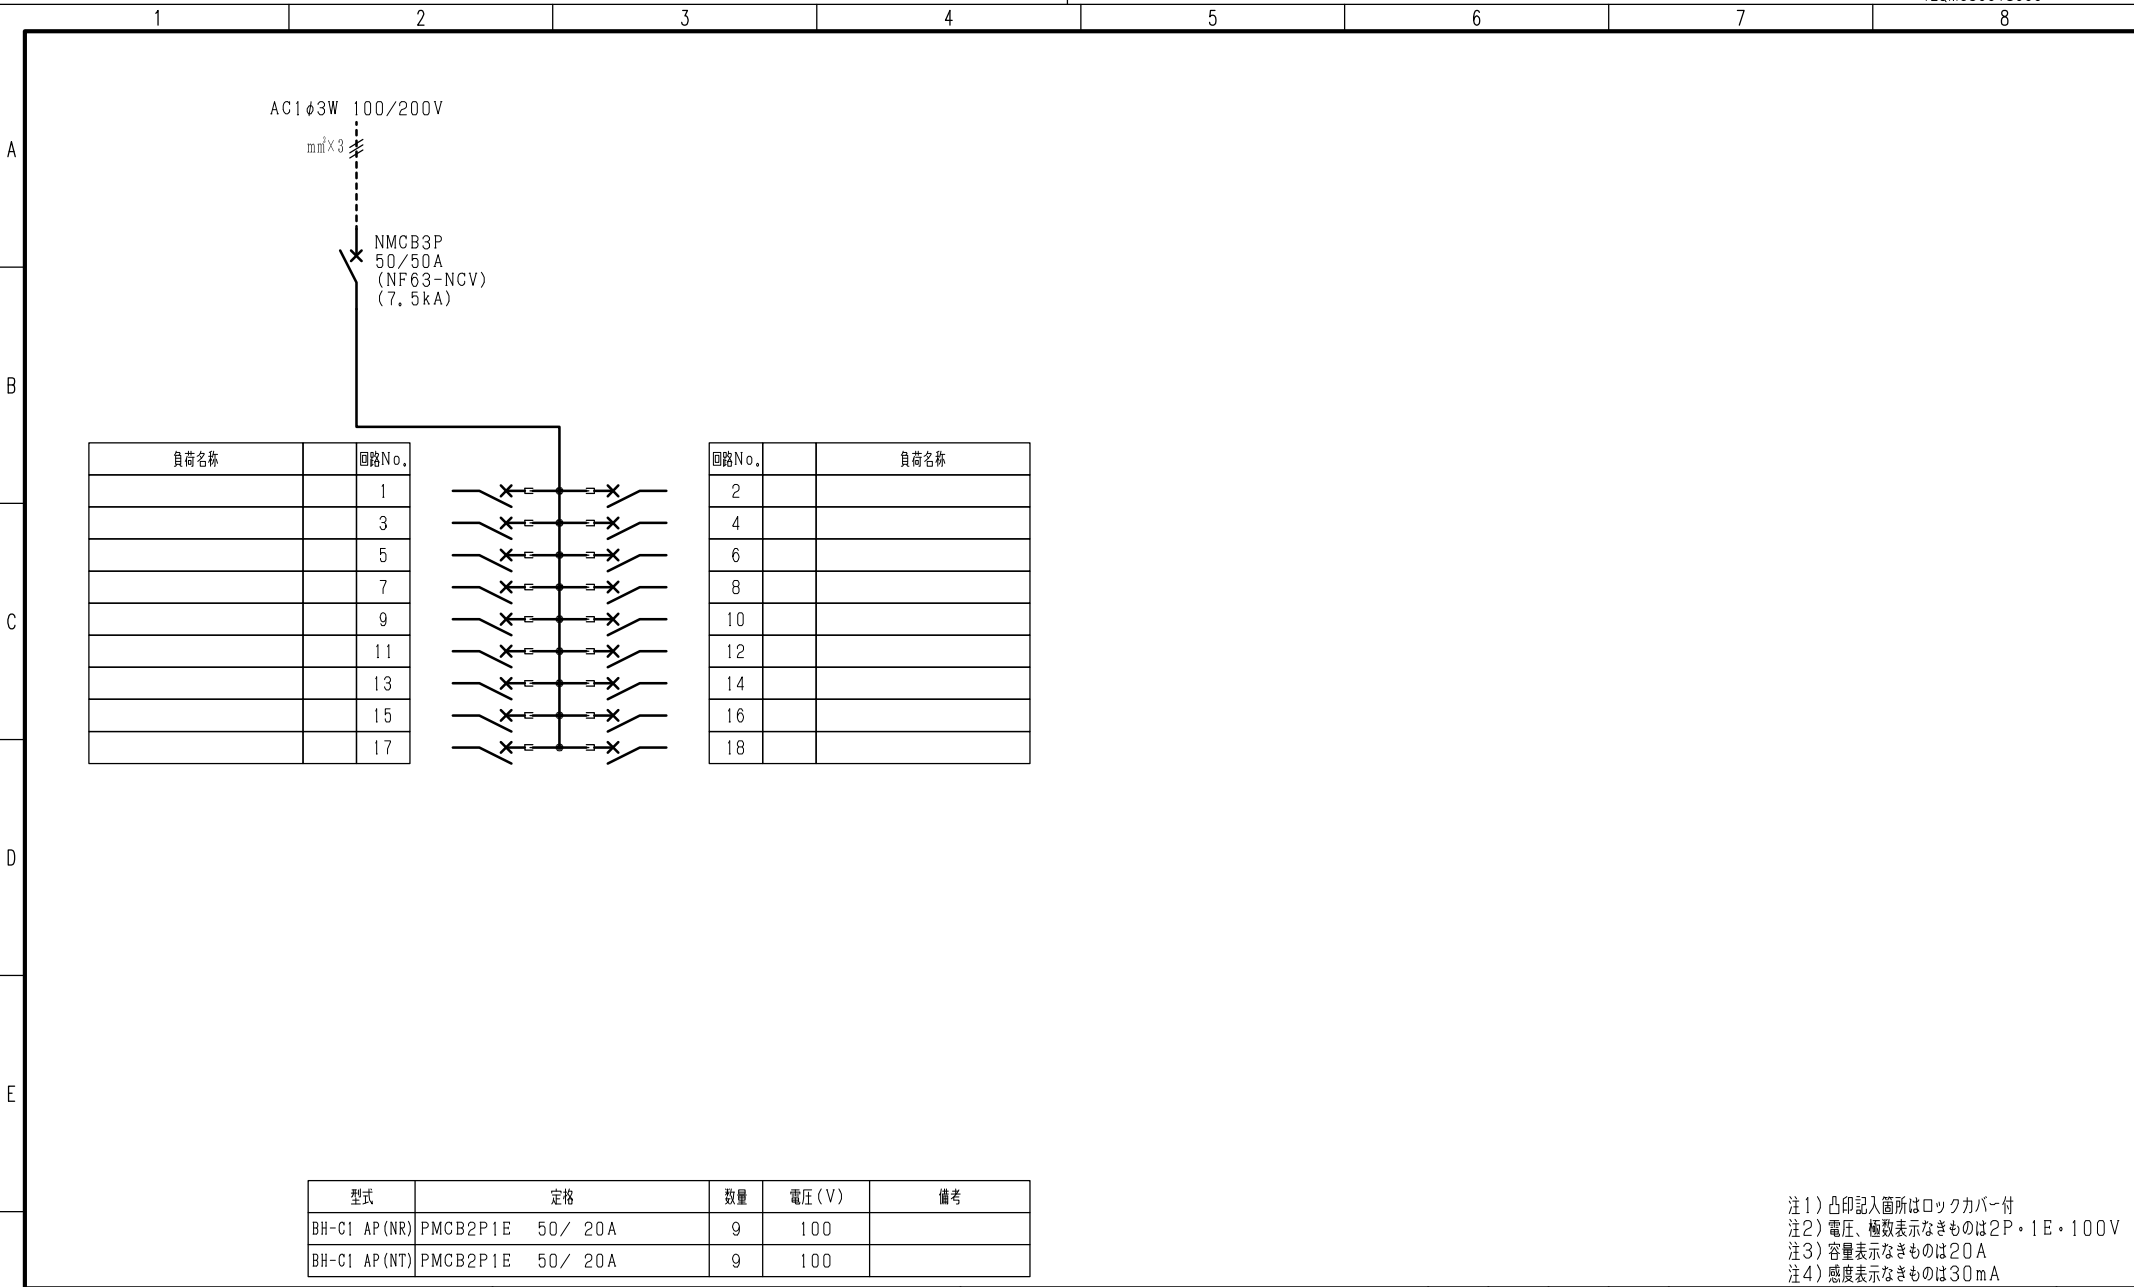 1 2 3 4 5 6 7 8
A
B
C
D
E
AC1φ3W 100/200V
mm²×3
NMCB3P
50/50A
(NF63-NCV)
(7.5kA)
負荷名称 回路No. 回路No. 負荷名称
1 2
3 4
5 6
7 8
9 10
11 12
13 14
15 16
17 18
型式 定格 数量 電圧(V) 備考
BH-C1 AP(NR) PMCB2P1E 50/ 20A 9 100
BH-C1 AP(NT) PMCB2P1E 50/ 20A 9 100
注1)凸印記入箇所はロックカバー付
注2)電圧、極数表示なきものは2P・1E・100V
注3)容量表示なきものは20A
注4)感度表示なきものは30mA